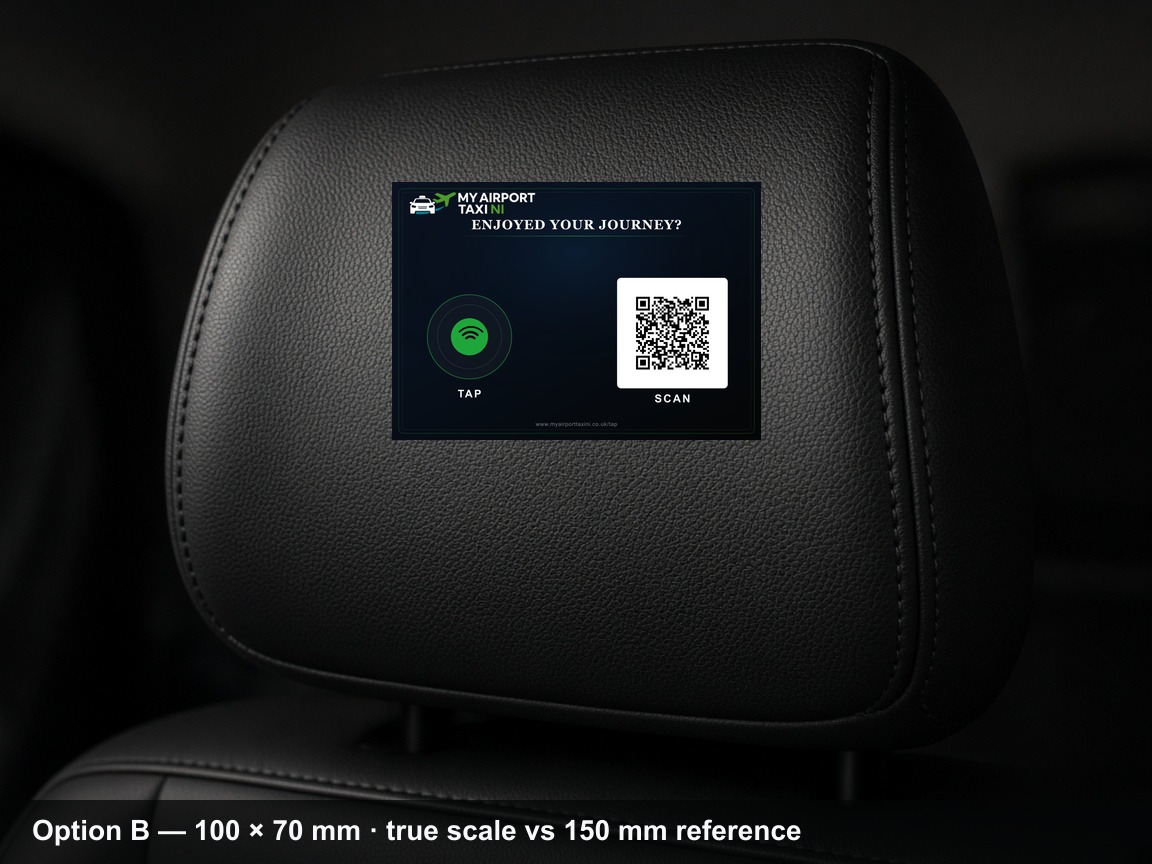 MY AIRPORT
TAXI NI
ENJOYED YOUR JOURNEY?
TAP
SCAN
www.myairporttaxini.co.uk/tap
Option B — 100 × 70 mm · true scale vs 150 mm reference